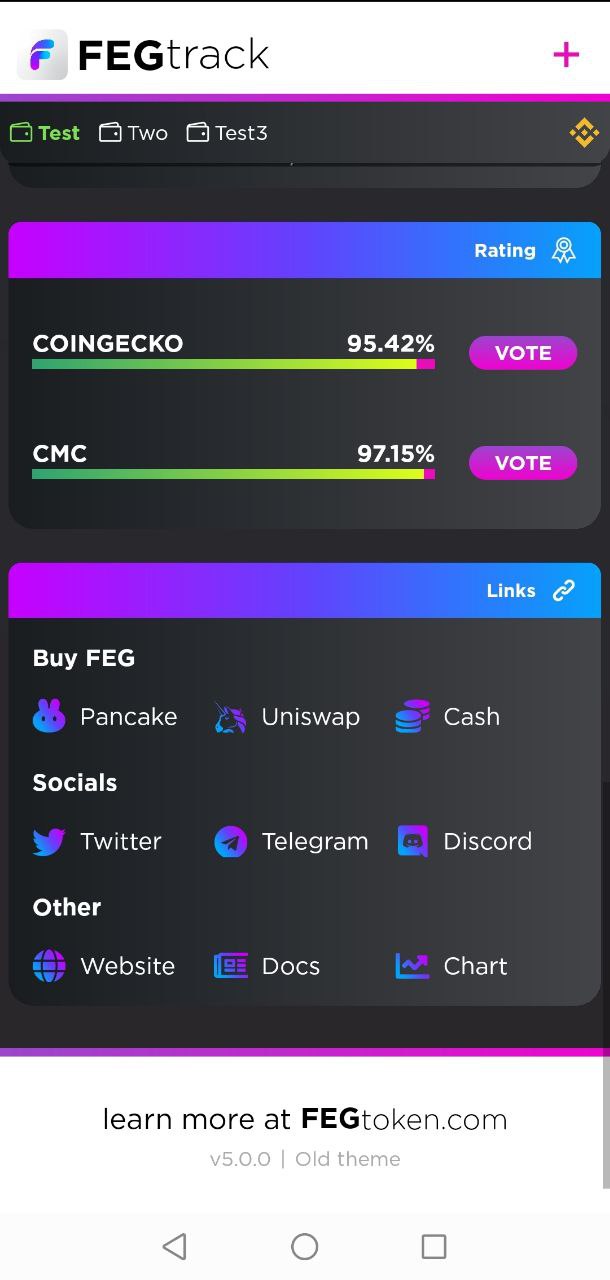 FEGtrack
Test Two Test3
Rating
COINGECKO 95.42% VOTE
CMC 97.15% VOTE
Links
Buy FEG
Pancake Uniswap Cash
Socials
Twitter Telegram Discord
Other
Website Docs Chart
learn more at FEGtoken.com
v5.0.0 | Old theme